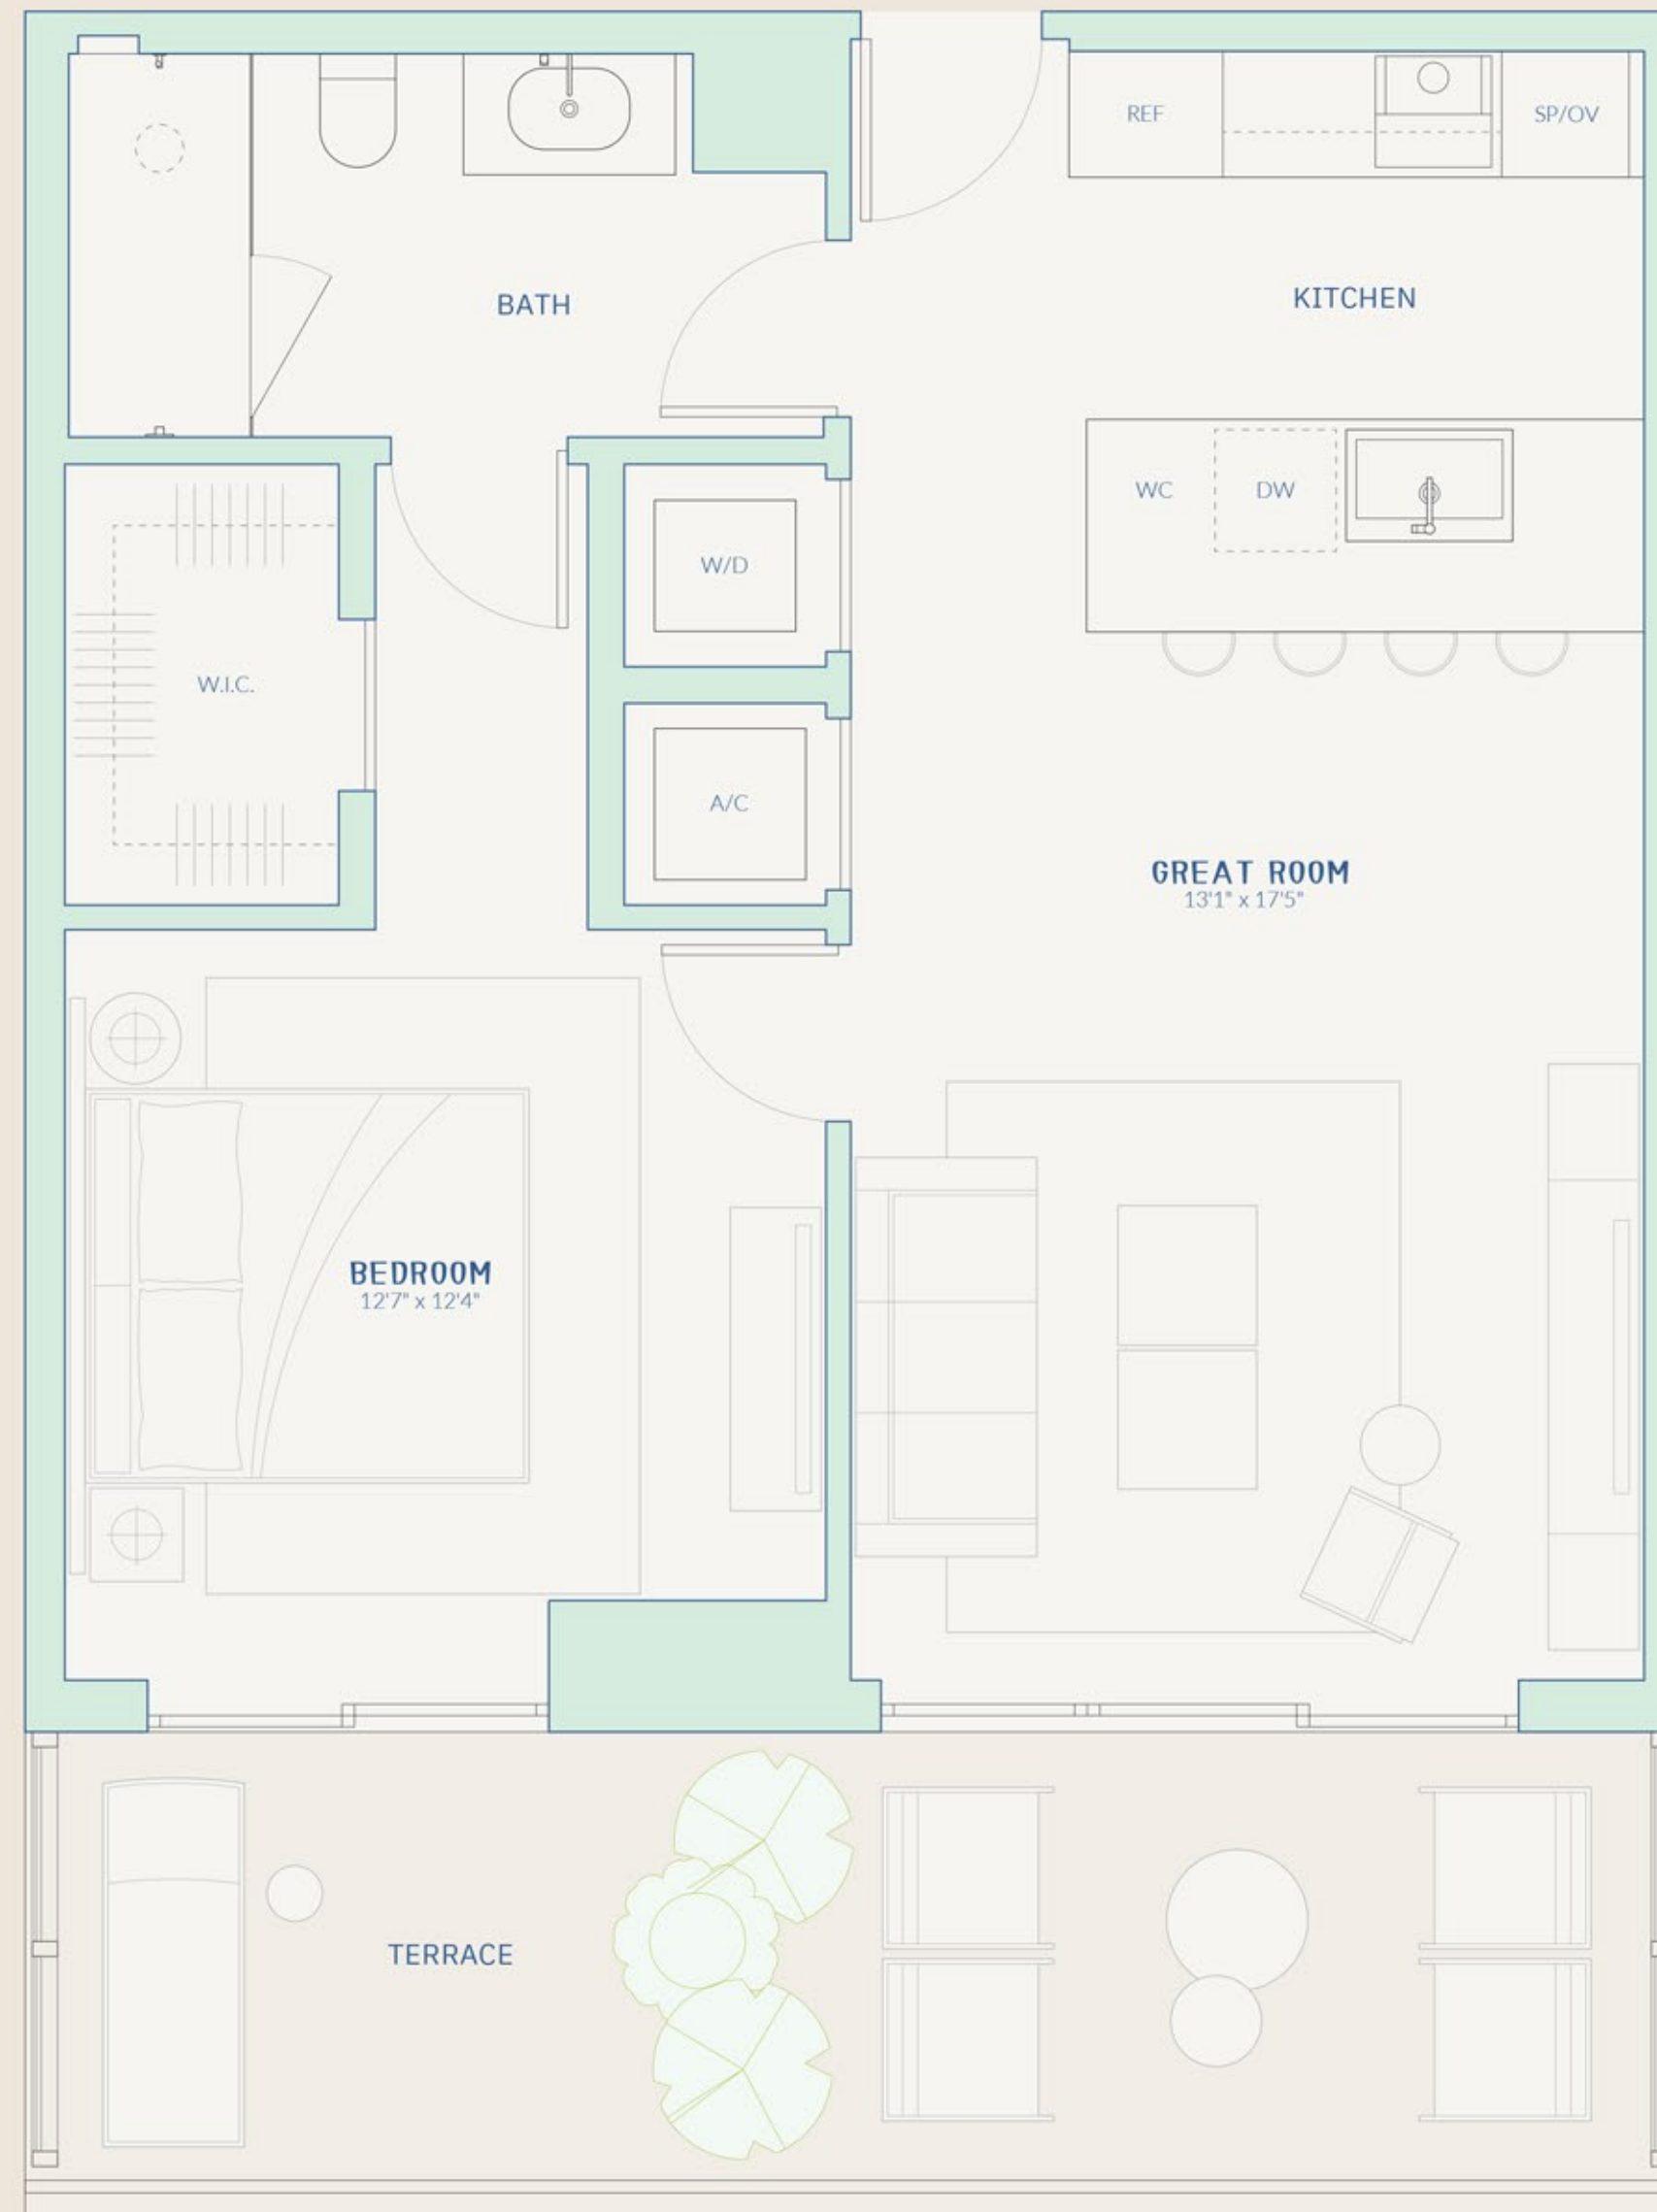 REF
SP/OV
BATH
KITCHEN
WC
DW
W/D
W.I.C.
A/C
GREAT ROOM
13'1" x 17'5"
BEDROOM
12'7" x 12'4"
TERRACE